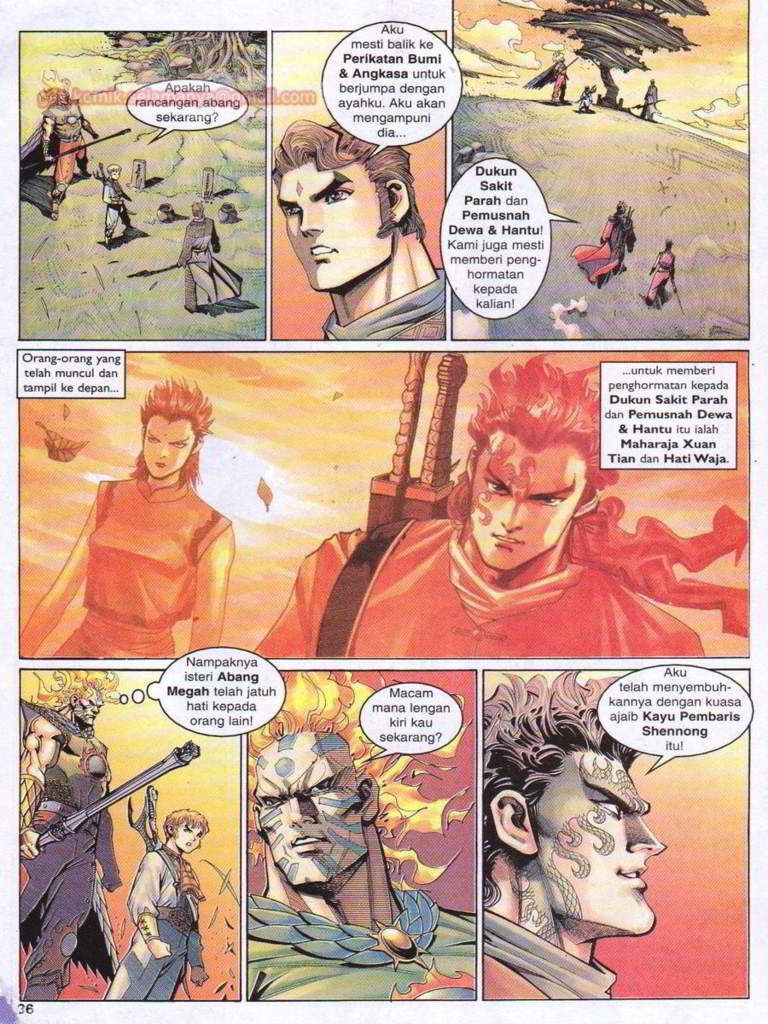 Apakah
rancangan abang
sekarang?
Aku
mesti balik ke
Perikatan Bumi
& Angkasa untuk
berjumpa dengan
ayahku. Aku akan
mengampuni
dia...
Dukun
Sakit
Parah dan
Pemusnah
Dewa & Hantu!
Kami juga mesti
memberi peng-
hormatan
kepada
kalian!
Orang-orang yang
telah muncul dan
tampil ke depan...
...untuk memberi
penghormatan kepada
Dukun Sakit Parah
dan Pemusnah Dewa
& Hantu itu ialah
Maharaja Xuan
Tian dan Hati Waja.
Nampaknya
isteri Abang
Megah telah jatuh
hati kepada
orang lain!
Macam
mana lengan
kiri kau
sekarang?
Aku
telah menyembuh-
kannya dengan kuasa
ajaib Kayu Pembaris
Shennong
itu!
36